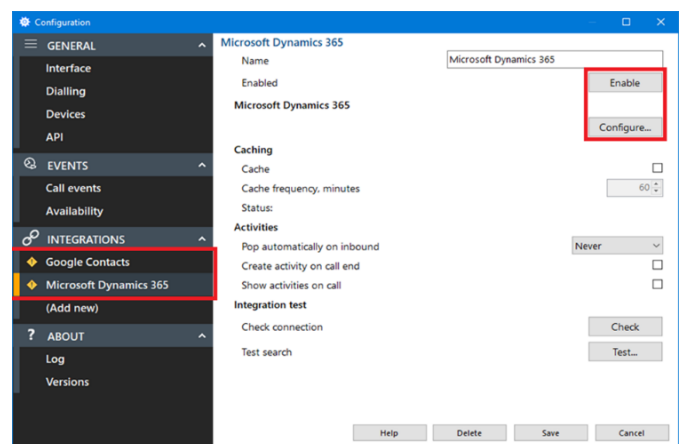 Configuration
GENERAL
Interface
Dialling
Devices
API
EVENTS
Call events
Availability
INTEGRATIONS
Google Contacts
Microsoft Dynamics 365
(Add new)
? ABOUT
Log
Versions
Microsoft Dynamics 365
Name Microsoft Dynamics 365
Enabled Enable
Microsoft Dynamics 365
Configure...
Caching
Cache
Cache frequency, minutes 60
Status:
Activities
Pop automatically on inbound Never
Create activity on call end
Show activities on call
Integration test
Check connection Check
Test search Test...
Help Delete Save Cancel